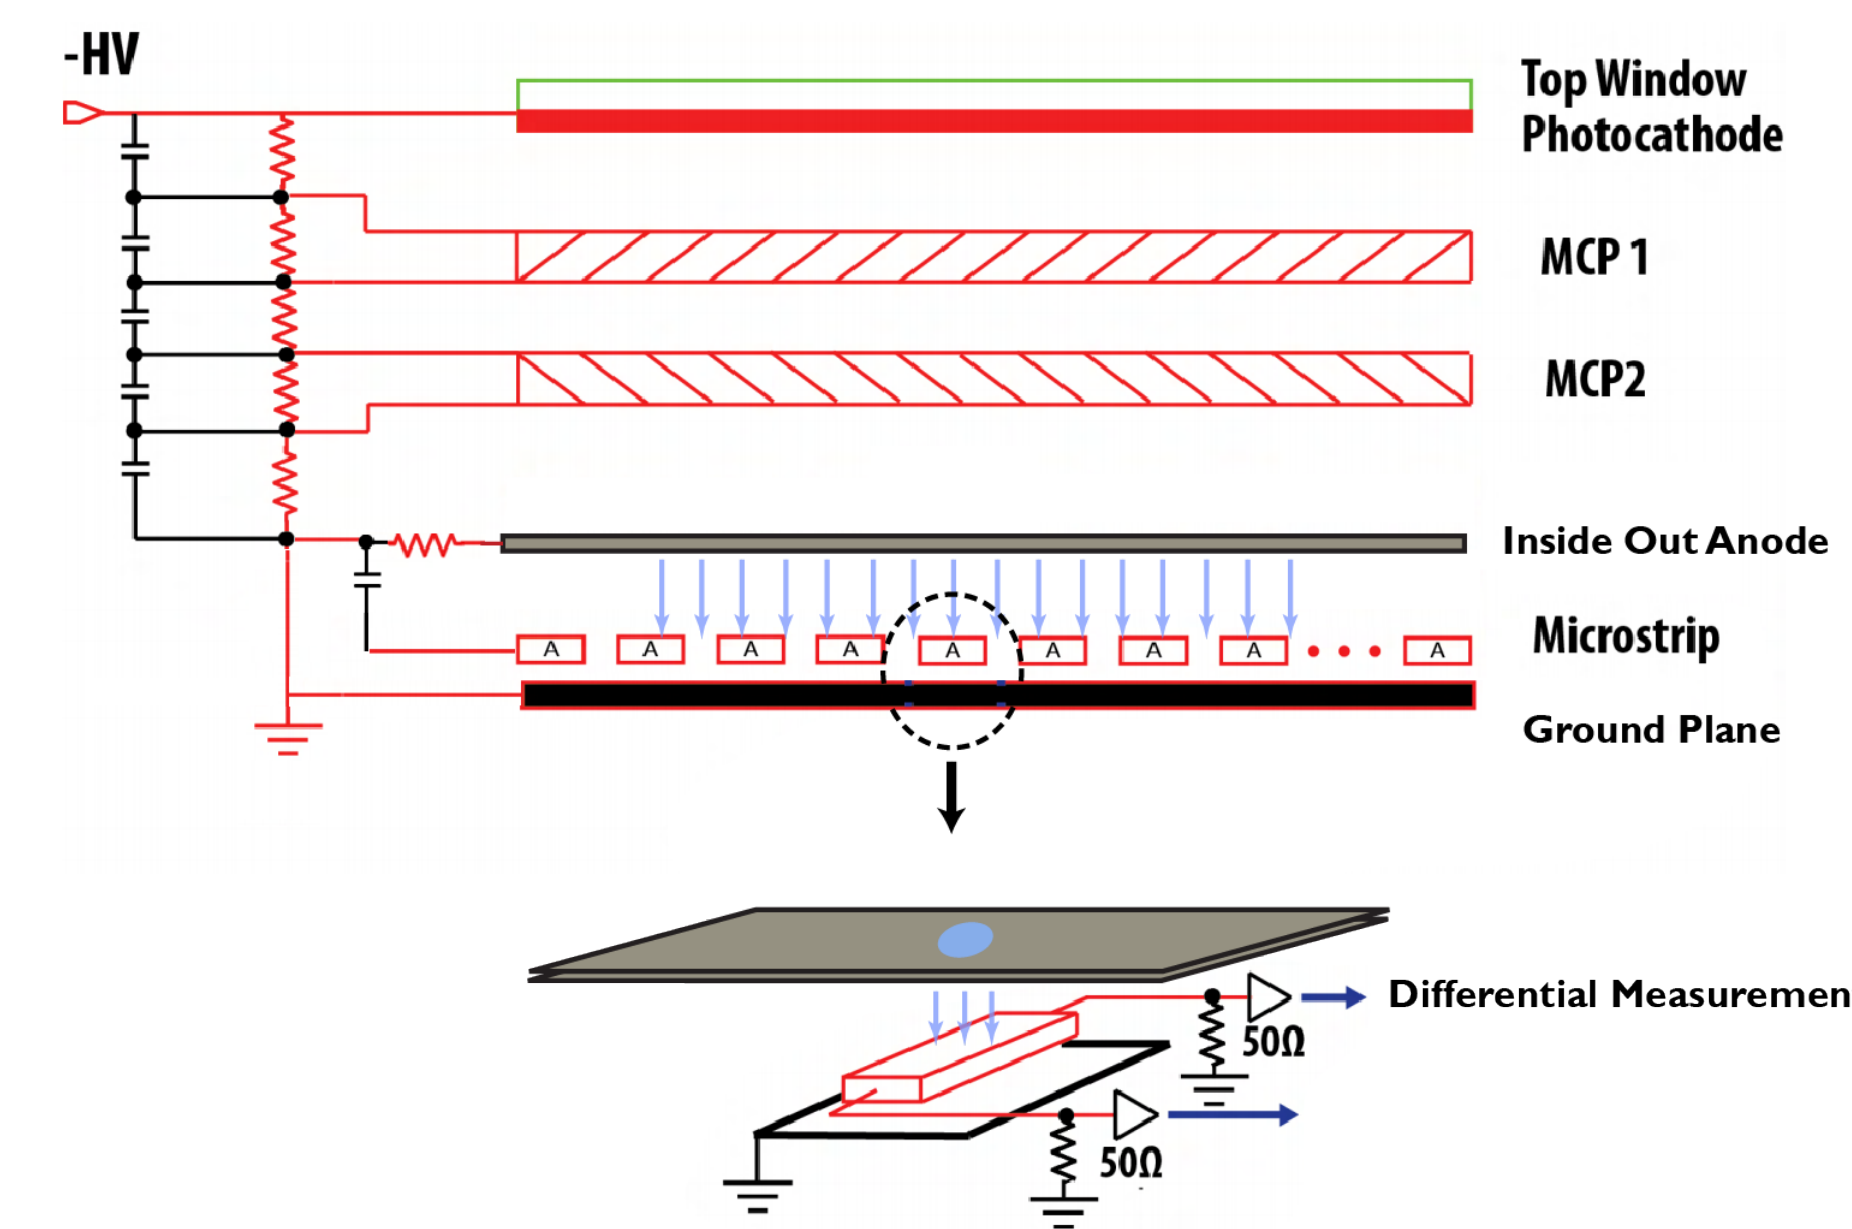 -HV
Top Window
Photocathode
MCP 1
MCP2
Inside Out Anode
A A A A A A A A A
Microstrip
Ground Plane
Differential Measuremen
50Ω
50Ω